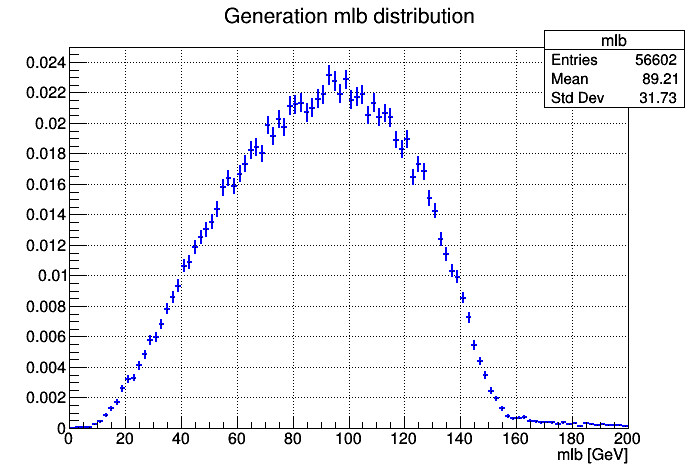 Generation mlb distribution
mlb
Entries 56602
Mean 89.21
Std Dev 31.73
0.024
0.022
0.02
0.018
0.016
0.014
0.012
0.01
0.008
0.006
0.004
0.002
0
0 20 40 60 80 100 120 140 160 180 200
mlb [GeV]